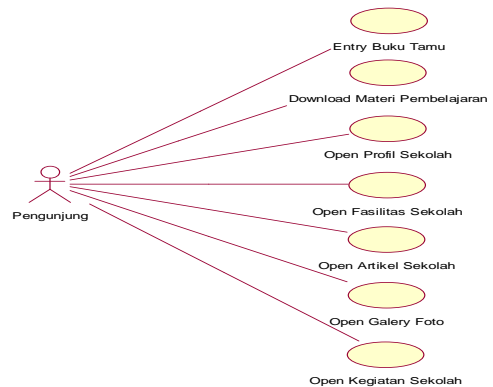 Entry Buku Tamu
Download Materi Pembelajaran
Open Profil Sekolah
Pengunjung
Open Fasilitas Sekolah
Open Artikel Sekolah
Open Galery Foto
Open Kegiatan Sekolah